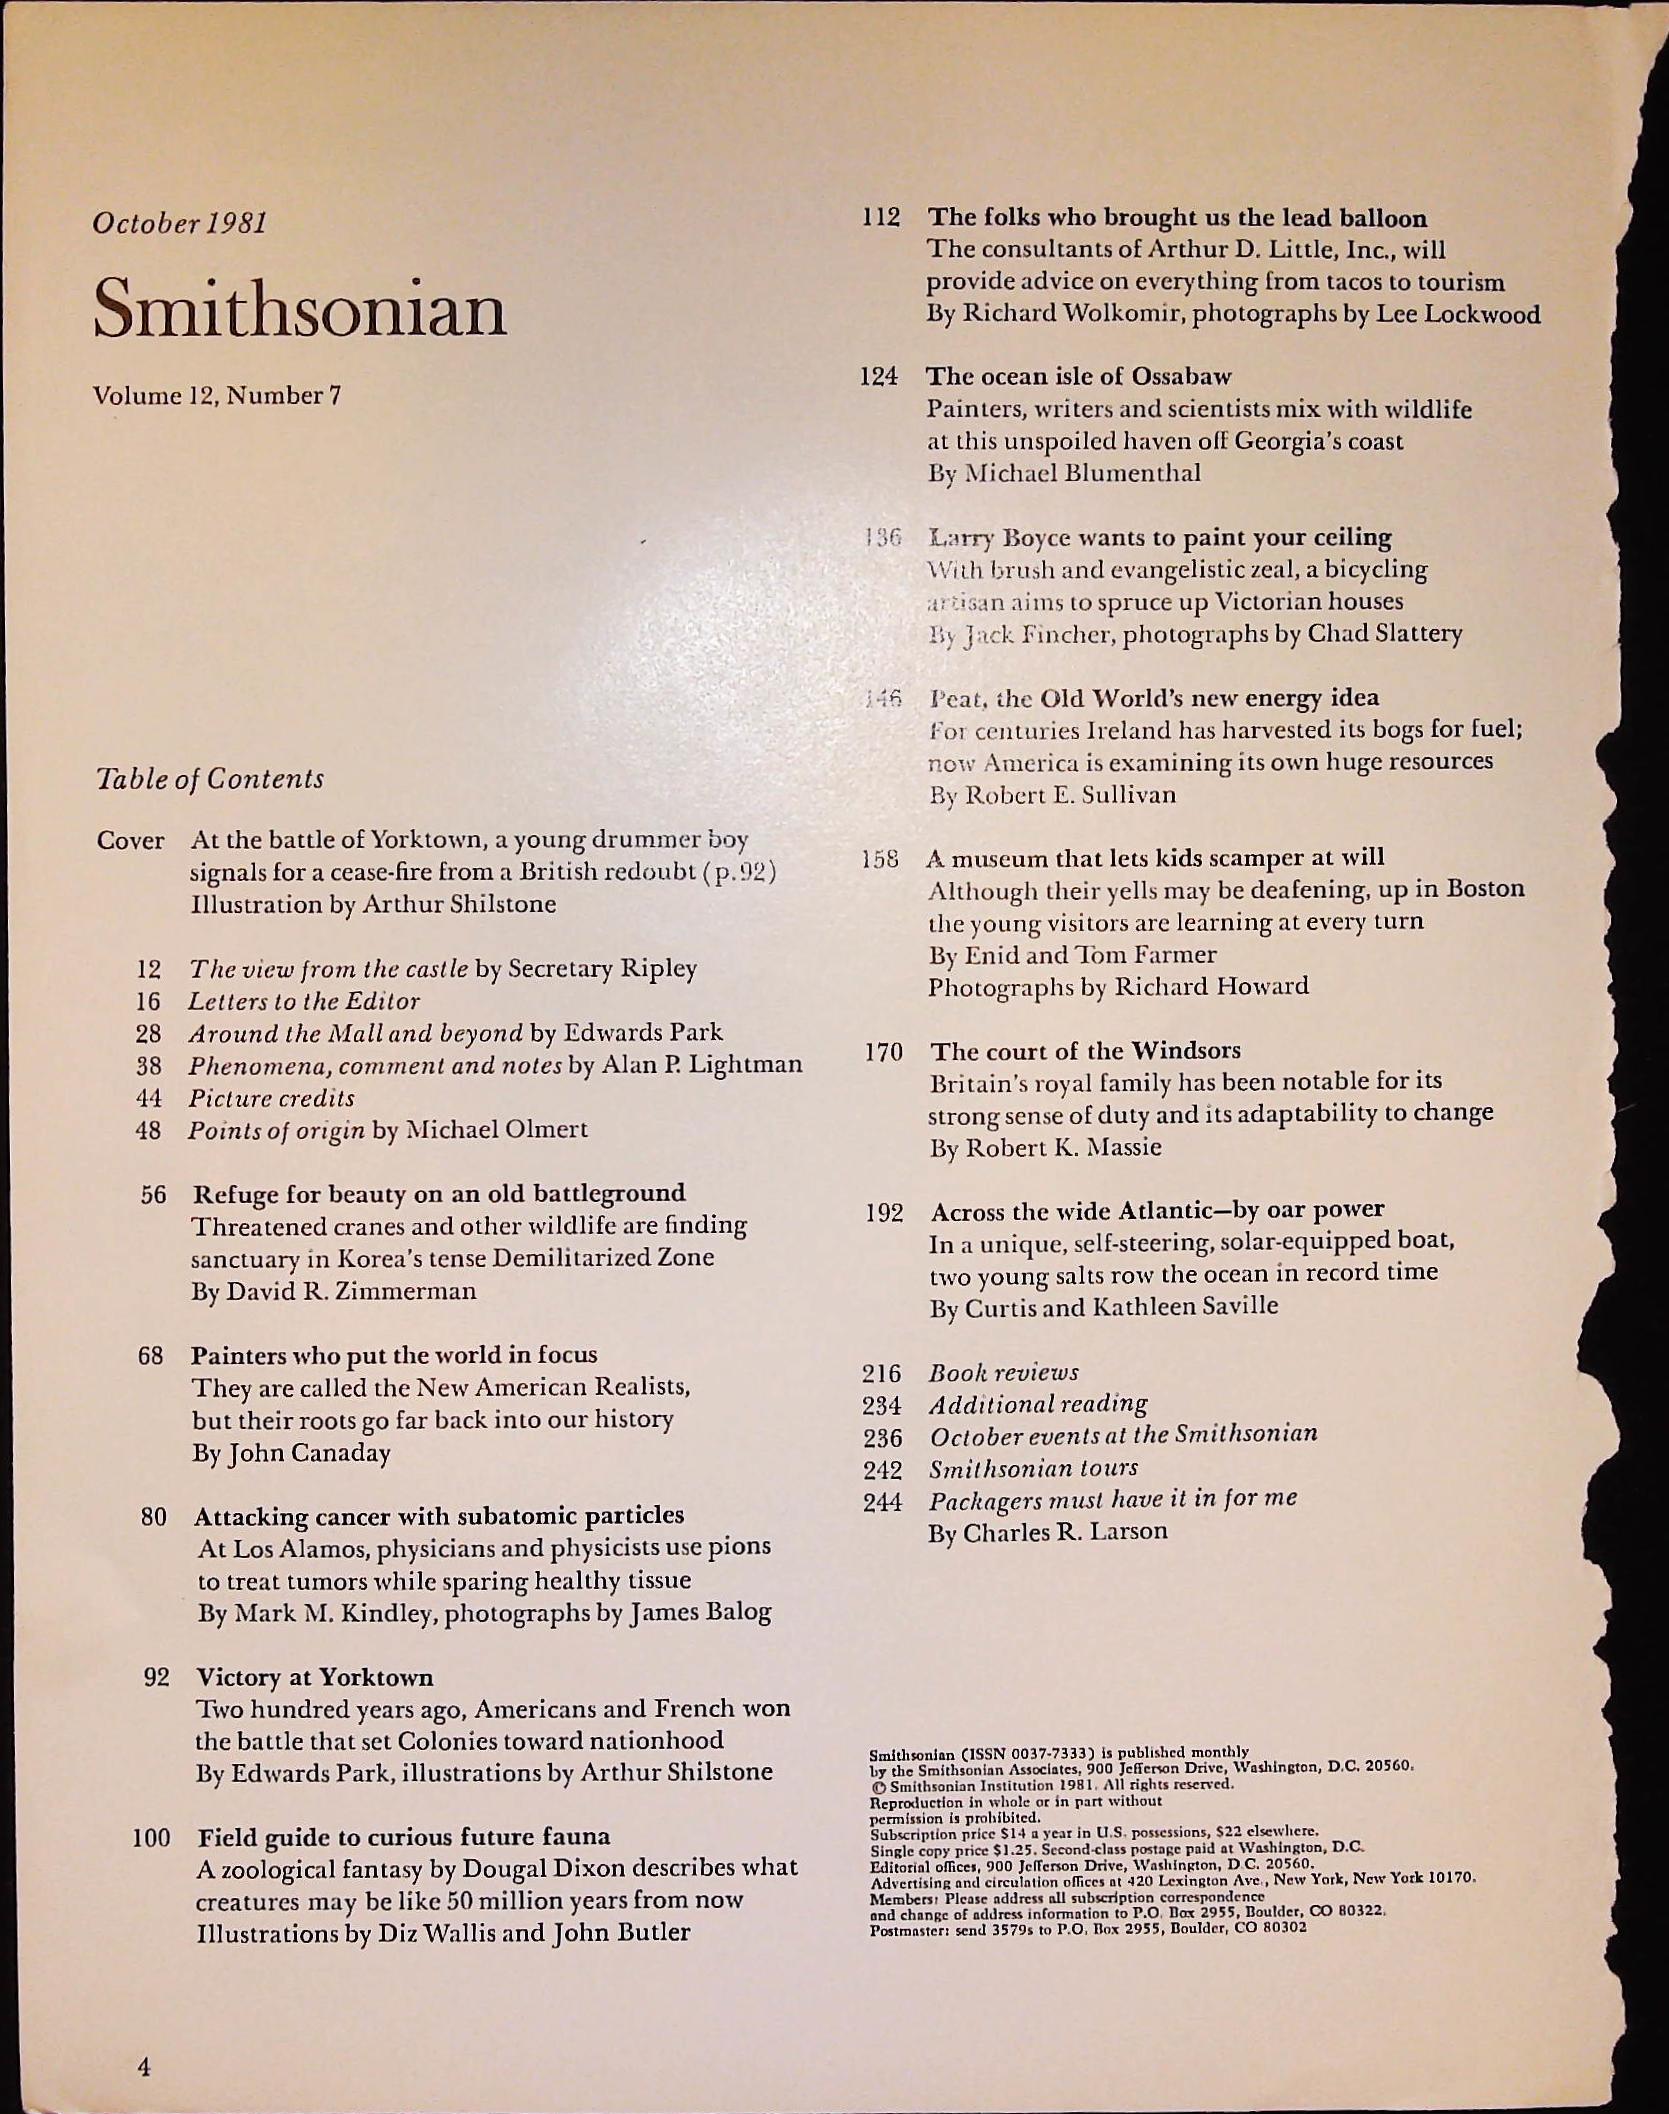 October 1981
Smithsonian
Volume 12, Number 7
Table of Contents
Cover At the battle of Yorktown, a young drummer boy
signals for a cease-fire from a British redoubt (p.92)
Illustration by Arthur Shilstone
12 The view from the castle by Secretary Ripley
16 Letters to the Editor
28 Around the Mall and beyond by Edwards Park
38 Phenomena, comment and notes by Alan P. Lightman
44 Picture credits
48 Points of origin by Michael Olmert
56 Refuge for beauty on an old battleground
Threatened cranes and other wildlife are finding
sanctuary in Korea's tense Demilitarized Zone
By David R. Zimmerman
68 Painters who put the world in focus
They are called the New American Realists,
but their roots go far back into our history
By John Canaday
80 Attacking cancer with subatomic particles
At Los Alamos, physicians and physicists use pions
to treat tumors while sparing healthy tissue
By Mark M. Kindley, photographs by James Balog
92 Victory at Yorktown
Two hundred years ago, Americans and French won
the battle that set Colonies toward nationhood
By Edwards Park, illustrations by Arthur Shilstone
100 Field guide to curious future fauna
A zoological fantasy by Dougal Dixon describes what
creatures may be like 50 million years from now
Illustrations by Diz Wallis and John Butler
112 The folks who brought us the lead balloon
The consultants of Arthur D. Little, Inc., will
provide advice on everything from tacos to tourism
By Richard Wolkomir, photographs by Lee Lockwood
124 The ocean isle of Ossabaw
Painters, writers and scientists mix with wildlife
at this unspoiled haven off Georgia's coast
By Michael Blumenthal
136 Larry Boyce wants to paint your ceiling
With brush and evangelistic zeal, a bicycling
artisan aims to spruce up Victorian houses
By Jack Fincher, photographs by Chad Slattery
146 Peat, the Old World's new energy idea
For centuries Ireland has harvested its bogs for fuel;
now America is examining its own huge resources
By Robert E. Sullivan
158 A museum that lets kids scamper at will
Although their yells may be deafening, up in Boston
the young visitors are learning at every turn
By Enid and Tom Farmer
Photographs by Richard Howard
170 The court of the Windsors
Britain's royal family has been notable for its
strong sense of duty and its adaptability to change
By Robert K. Massie
192 Across the wide Atlantic—by oar power
In a unique, self-steering, solar-equipped boat,
two young salts row the ocean in record time
By Curtis and Kathleen Saville
216 Book reviews
234 Additional reading
236 October events at the Smithsonian
242 Smithsonian tours
244 Packagers must have it in for me
By Charles R. Larson
Smithsonian (ISSN 0037-7333) is published monthly
by the Smithsonian Associates, 900 Jefferson Drive, Washington, D.C. 20560.
© Smithsonian Institution 1981. All rights reserved.
Reproduction in whole or in part without
permission is prohibited.
Subscription price $14 a year in U.S. possessions, $22 elsewhere.
Single copy price $1.25. Second-class postage paid at Washington, D.C.
Editorial offices, 900 Jefferson Drive, Washington, D.C. 20560.
Advertising and circulation offices at 420 Lexington Ave., New York, New York 10170.
Members: Please address all subscription correspondence
and change of address information to P.O. Box 2955, Boulder, CO 80322.
Postmaster: send 3579s to P.O. Box 2955, Boulder, CO 80302
4